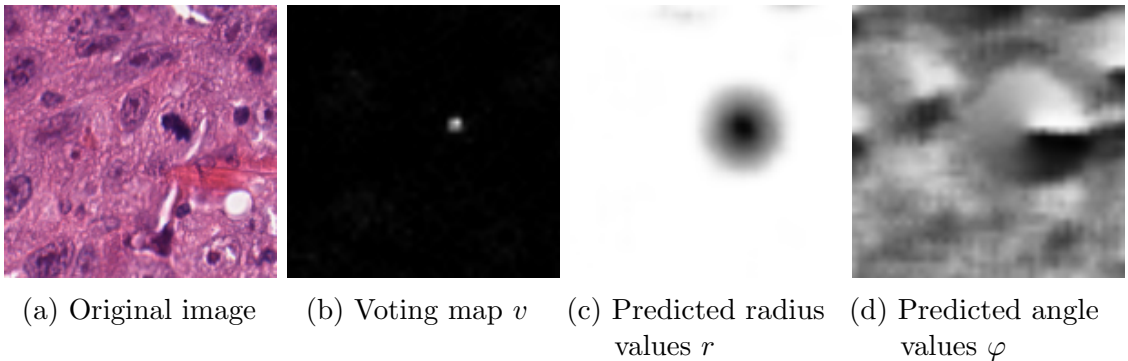 (a) Original image
(b) Voting map v
(c) Predicted radius
values r
(d) Predicted angle
values φ